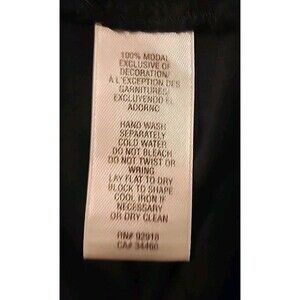 100% MODAL
EXCLUSIVE OF
DECORATION/
A L'EXCEPTION DES
GARNITURES/
EXCLUYENDO EL
ADORNO
HAND WASH
SEPARATELY
COLD WATER
DO NOT BLEACH
DO NOT TWIST OR
WRING
LAY FLAT TO DRY
BLOCK TO SHAPE
COOL IRON IF
NECESSARY
OR DRY CLEAN
RN# 92918
CA# 34460